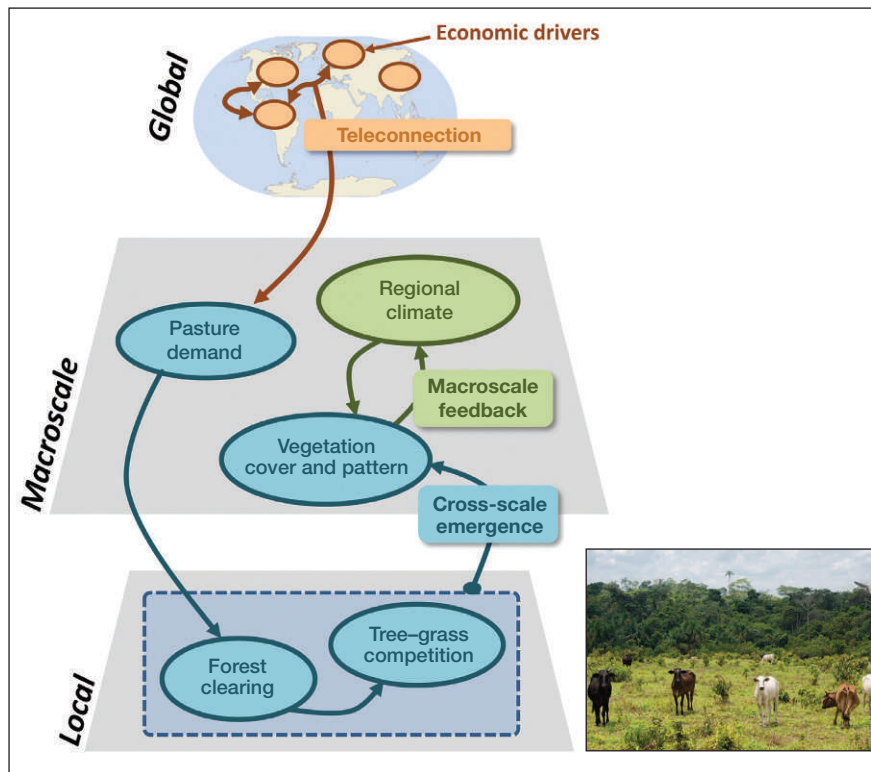 Economic drivers
Global
Teleconnection
Regional
climate
Pasture
demand
Macroscale
feedback
Macroscale
Vegetation
cover and pattern
Cross-scale
emergence
Tree–grass
competition
Forest
clearing
Local